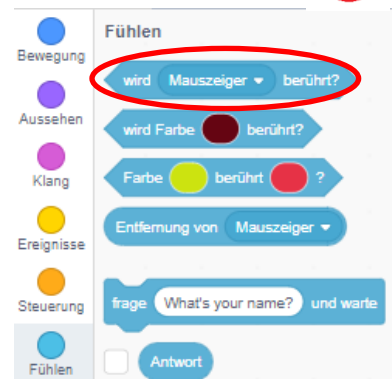 Fühlen
Bewegung
wird Mauszeiger berührt?
Aussehen
wird Farbe berührt?
Klang
Farbe berührt ?
Ereignisse
Entfernung von Mauszeiger
Steuerung
frage What's your name? und warte
Fühlen
Antwort